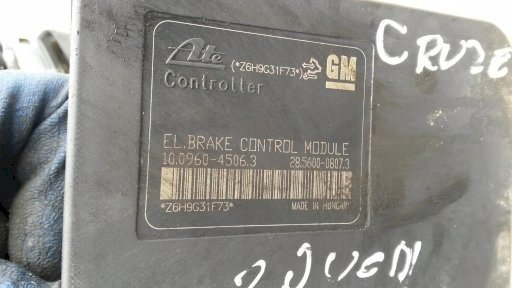 CRUZE
Ate (*Z6H9G31F73*) GM
Controller
EL.BRAKE CONTROL MODULE
10.0960-4506.3 28.5600-0807.3
*Z6H9G31F73* MADE IN HUNGARY